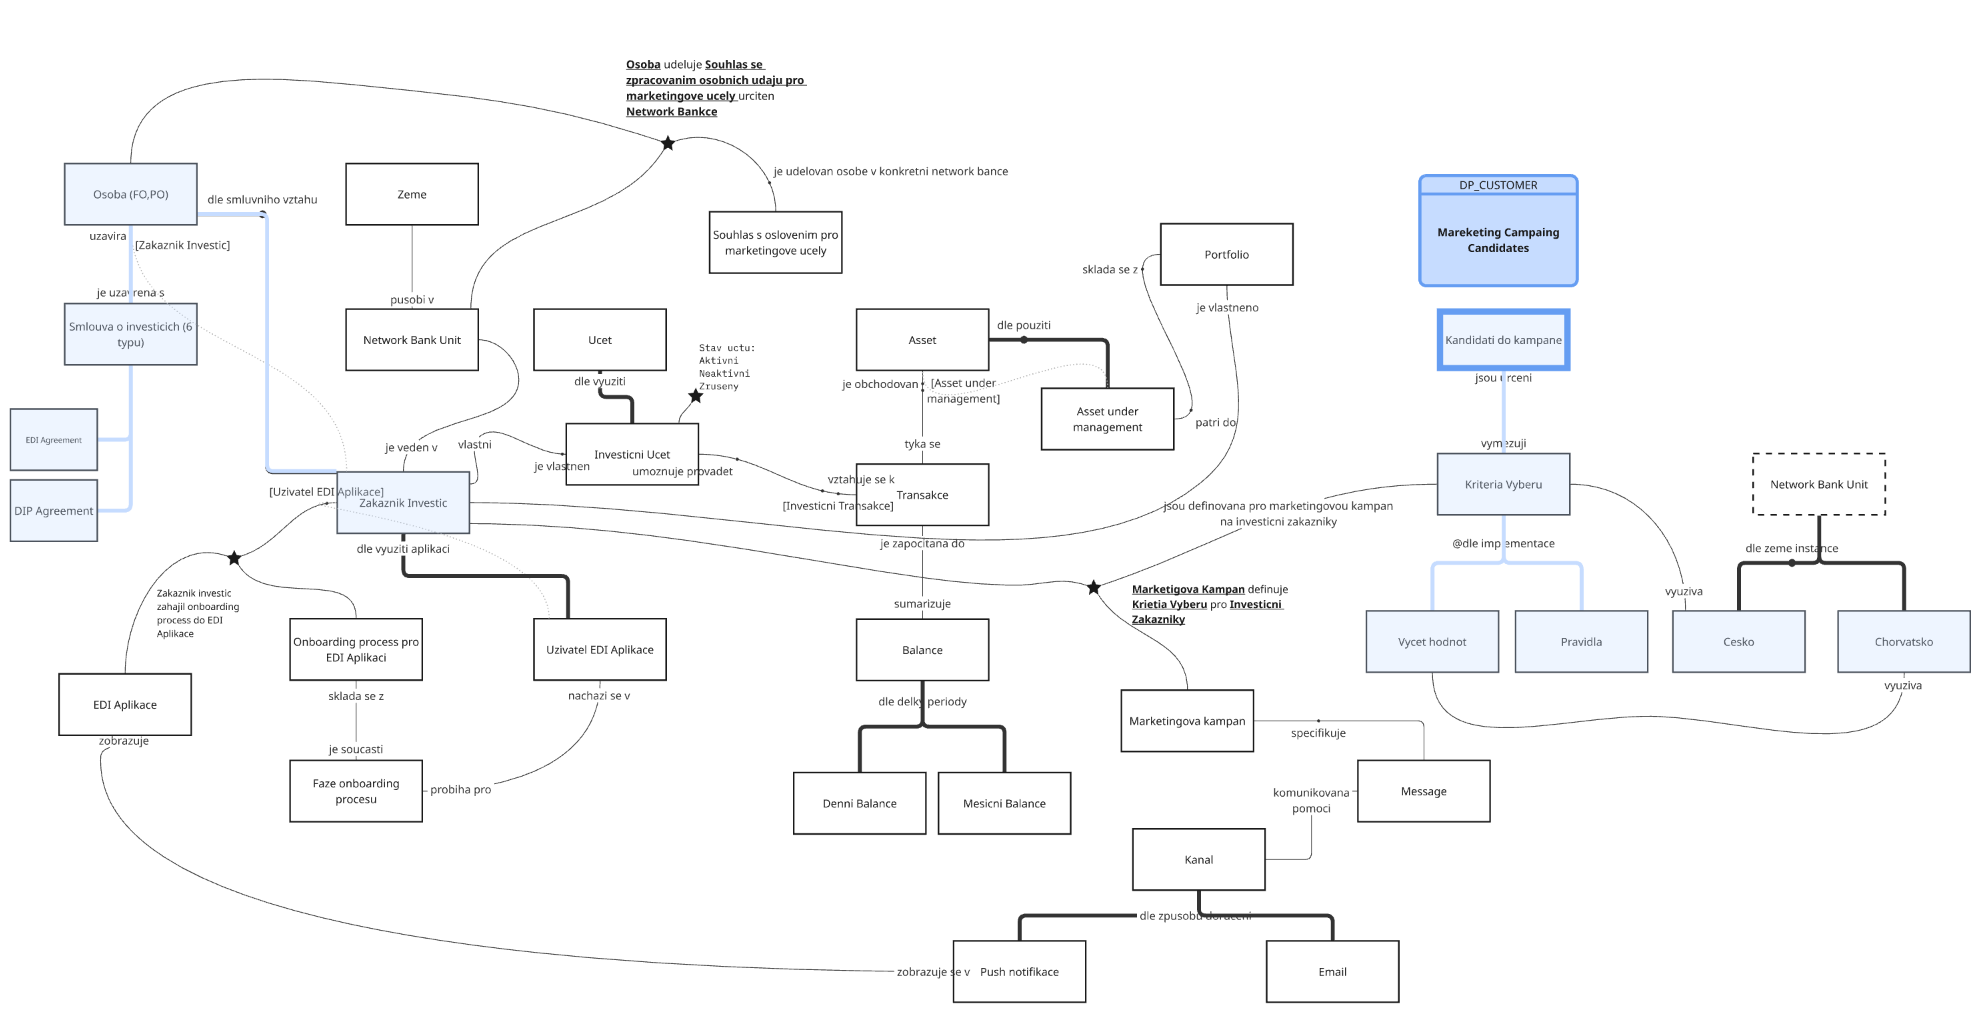 Osoba udeluje Souhlas se
zpracovanim osobnich udaju pro
marketingove ucely urciten
Network Bankce
je udelovan osobe v konkretni network bance
Osoba (FO,PO)
Zeme
dle smluvniho vztahu
uzavira
[Zakaznik Investic]
Souhlas s oslovenim pro
marketingove ucely
DP_CUSTOMER
Mareketing Campaing
Candidates
Portfolio
sklada se z
je vlastneno
je uzavrena s
pusobi v
Smlouva o investicich (6
typu)
Network Bank Unit
Ucet
Stav uctu:
Aktivni
Neaktivni
Zruseny
Asset
dle pouziti
Kandidati do kampane
jsou urceni
dle vyuziti
je obchodovan
[Asset under
management]
Asset under
management
patri do
EDI Agreement
je veden v
vlastni
je vlastnen
Investicni Ucet
umoznuje provadet
tyka se
vymezuji
DIP Agreement
[Uzivatel EDI Aplikace]
Zakaznik Investic
vztahuje se k
[Investicni Transakce]
Transakce
jsou definovana pro marketingovou kampan
na investicni zakazniky
Kriteria Vyberu
Network Bank Unit
dle vyuziti aplikaci
je zapocitana do
@dle implementace
dle zeme instance
Zakaznik investic
zahajil onboarding
process do EDI
Aplikace
sumarizuje
Marketigova Kampan definuje
Krietia Vyberu pro Investicni
Zakazniky
vyuziva
Onboarding process pro
EDI Aplikaci
Uzivatel EDI Aplikace
Balance
Vycet hodnot
Pravidla
Cesko
Chorvatsko
EDI Aplikace
sklada se z
nachazi se v
dle delky periody
vyuziva
zobrazuje
je soucasti
Marketingova kampan
specifikuje
Faze onboarding
procesu
probiha pro
Denni Balance
Mesicni Balance
komunikovana
pomoci
Message
Kanal
dle zpusobu doruceni
zobrazuje se v
Push notifikace
Email